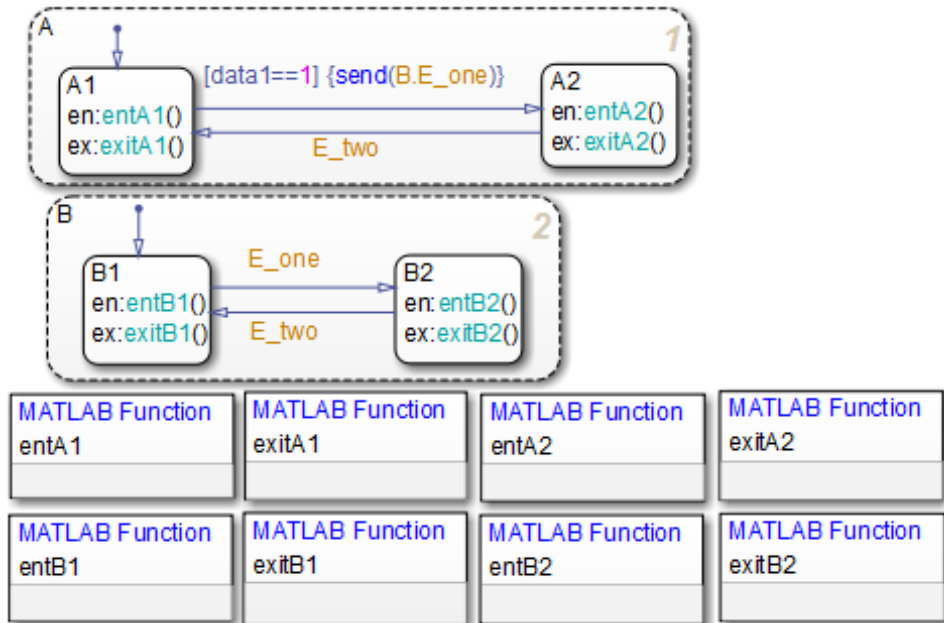 A
1
A1
en:entA1()
ex:exitA1()
[data1==1] {send(B.E_one)}
E_two
A2
en:entA2()
ex:exitA2()
B
2
B1
en:entB1()
ex:exitB1()
E_one
E_two
B2
en:entB2()
ex:exitB2()
MATLAB Function
entA1
MATLAB Function
exitA1
MATLAB Function
entA2
MATLAB Function
exitA2
MATLAB Function
entB1
MATLAB Function
exitB1
MATLAB Function
entB2
MATLAB Function
exitB2